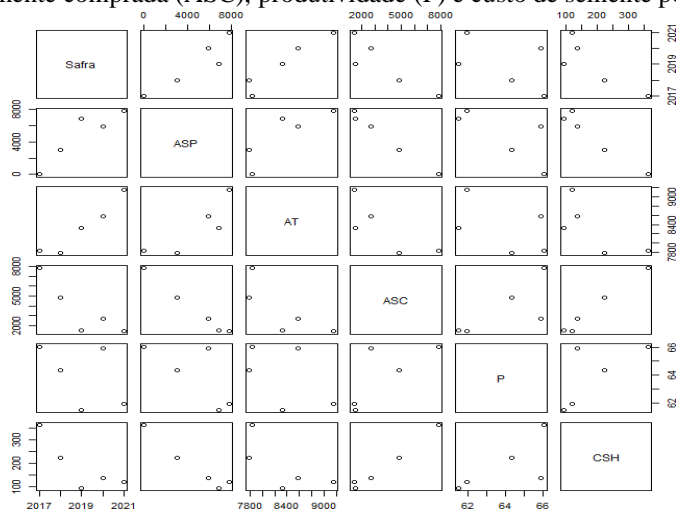 mente comprada (ASC), produtividade (P) e custo de semente po
0 4000 8000 2000 5000 8000 100 200 300
Safra
2017 2019 2021
0 4000 8000
ASP
AT
7800 8400 9000
2000 5000 8000
ASC
P
62 64 66
100 200 300
CSH
2017 2019 2021 7800 8400 9000 62 64 66